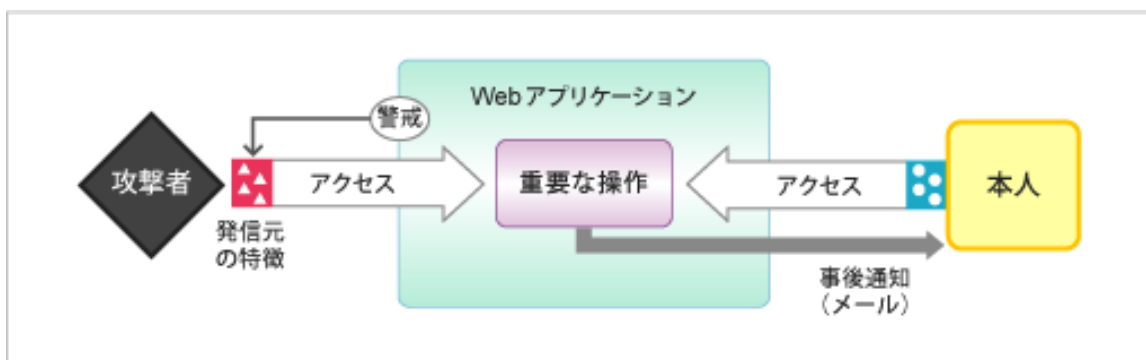 Webアプリケーション
警戒
攻撃者
アクセス
重要な操作
アクセス
本人
発信元
の特徴
事後通知
(メール)